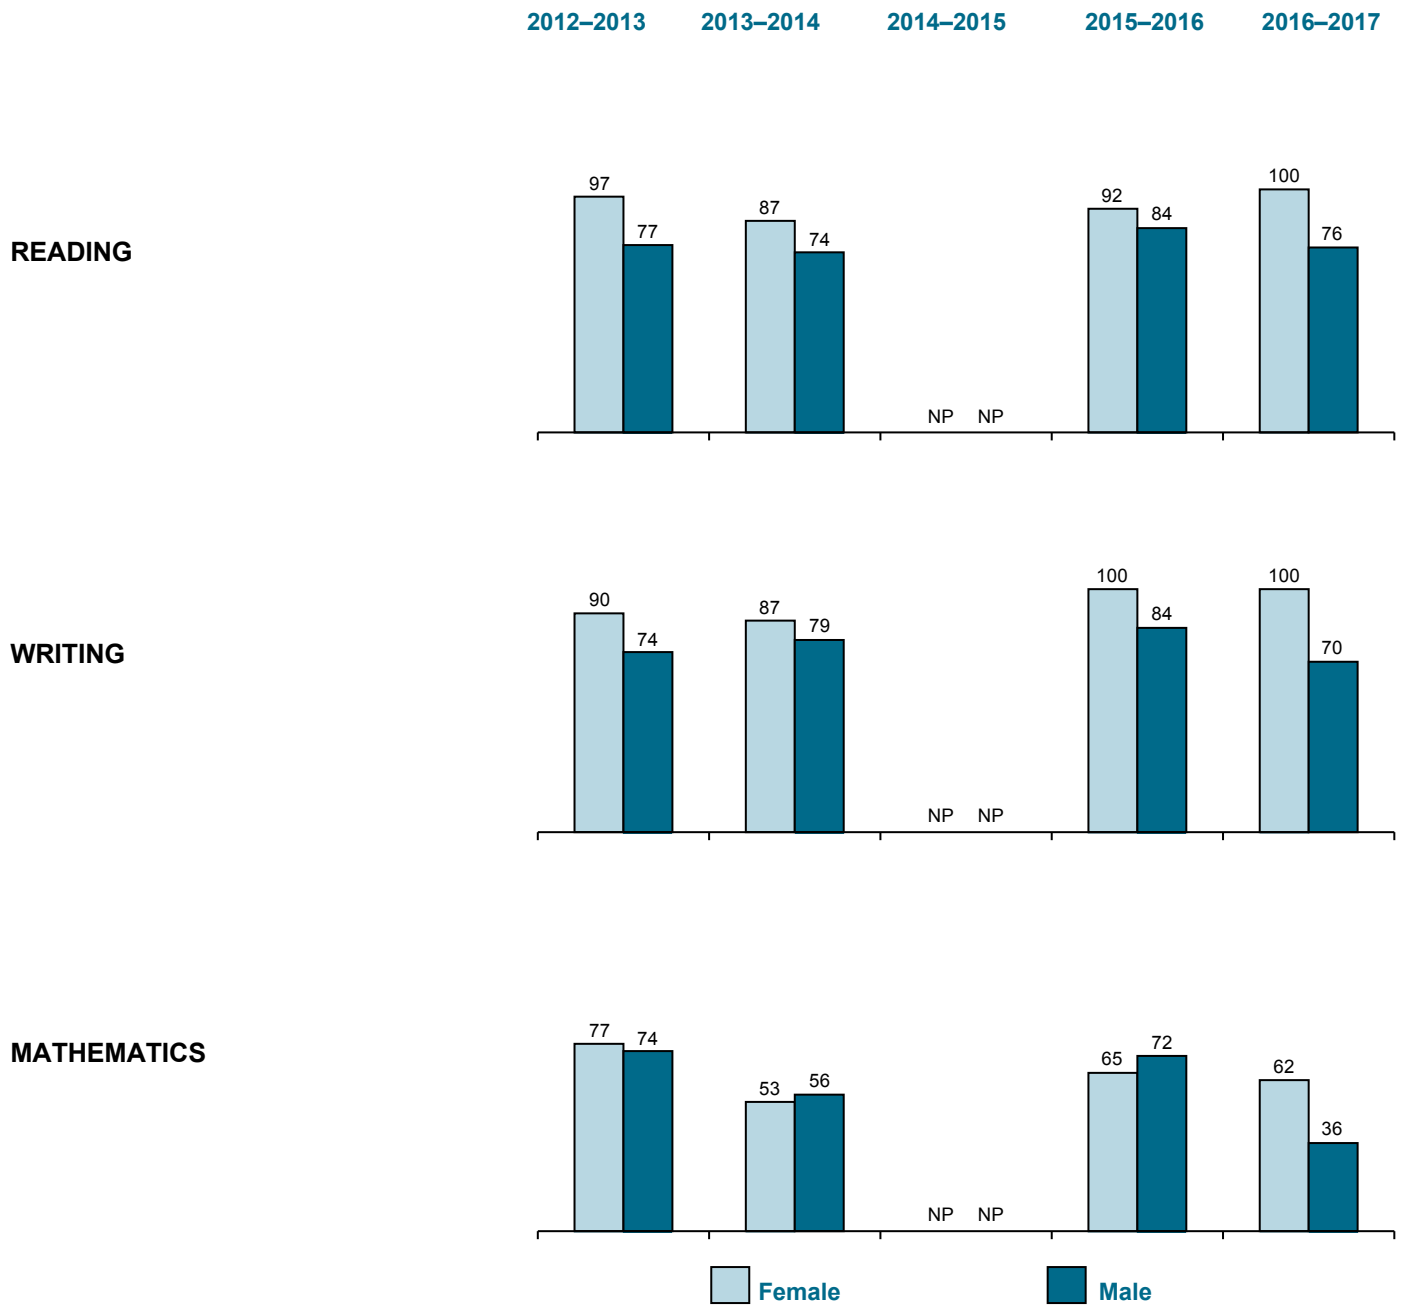 2012–2013 2013–2014 2014–2015 2015–2016 2016–2017
READING
97 77 87 74 NP NP 92 84 100 76
WRITING
90 74 87 79 NP NP 100 84 100 70
MATHEMATICS
77 74 53 56 NP NP 65 72 62 36
Female Male